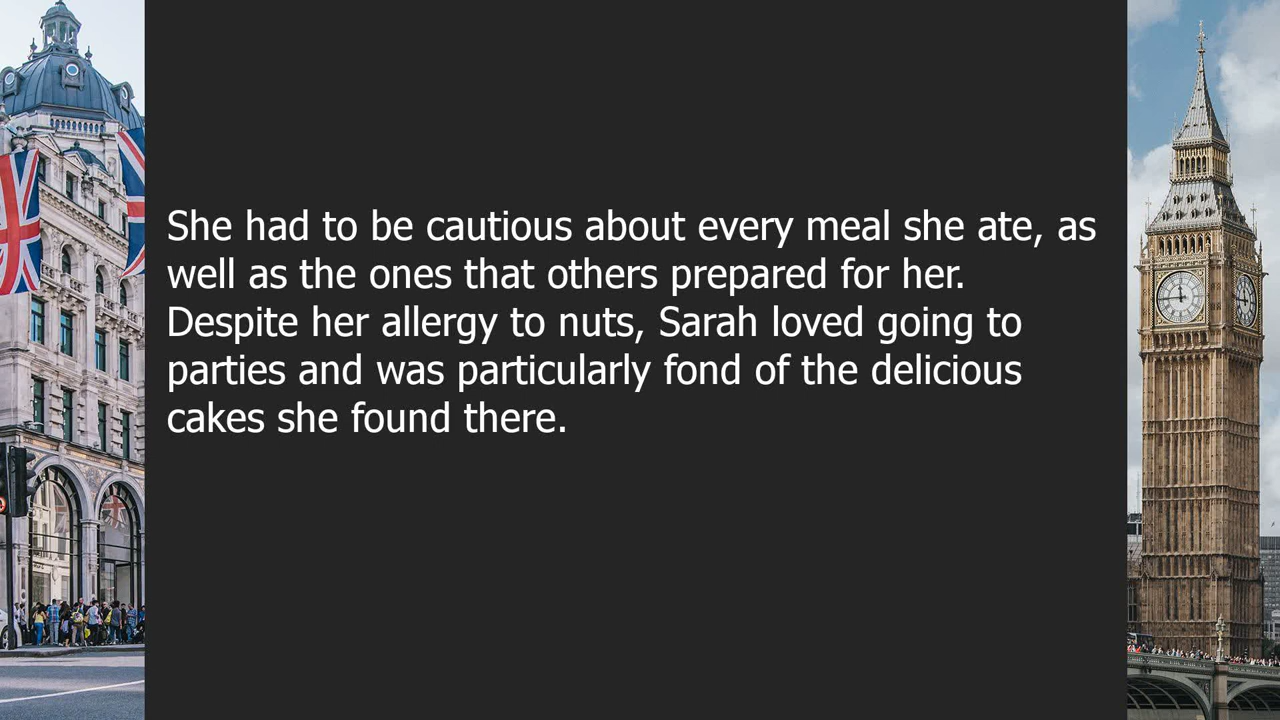 She had to be cautious about every meal she ate, as
well as the ones that others prepared for her.
Despite her allergy to nuts, Sarah loved going to
parties and was particularly fond of the delicious
cakes she found there.